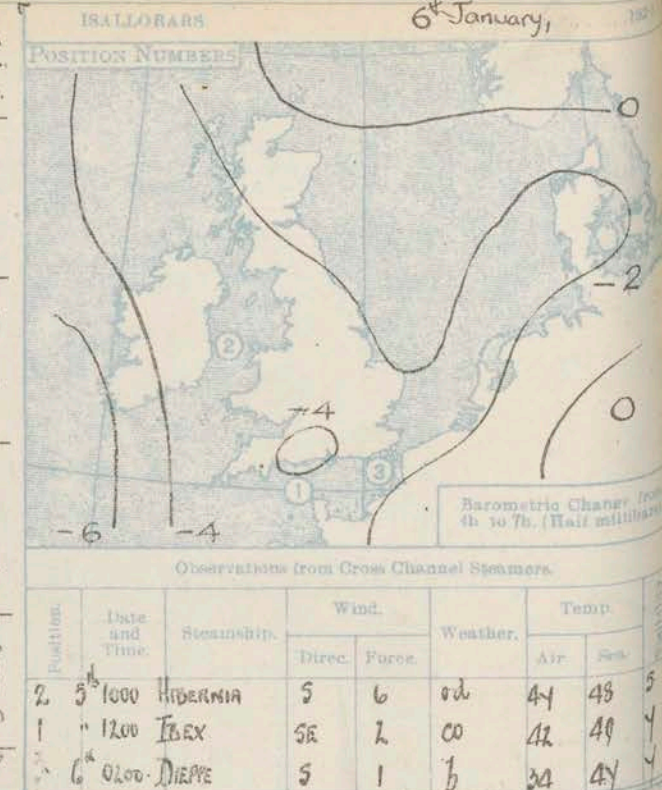 ISALLOBARS 6th January, 192
POSITION NUMBERS
0
-2
2
-4
0
3
1
-6 -4
Barometric Change from
4h to 7h. (Half millibars)
Observations from Cross Channel Steamers.
Position. Date and Time. Steamship. Wind. Direc. Force. Weather. Temp. Air Sea
2 5th 1000 HIBERNIA S 6 od 44 48 S
1 " 1200 IBEX SE 2 co 42 49
" 6th 0200. DIEPPE S 1 b 34 44